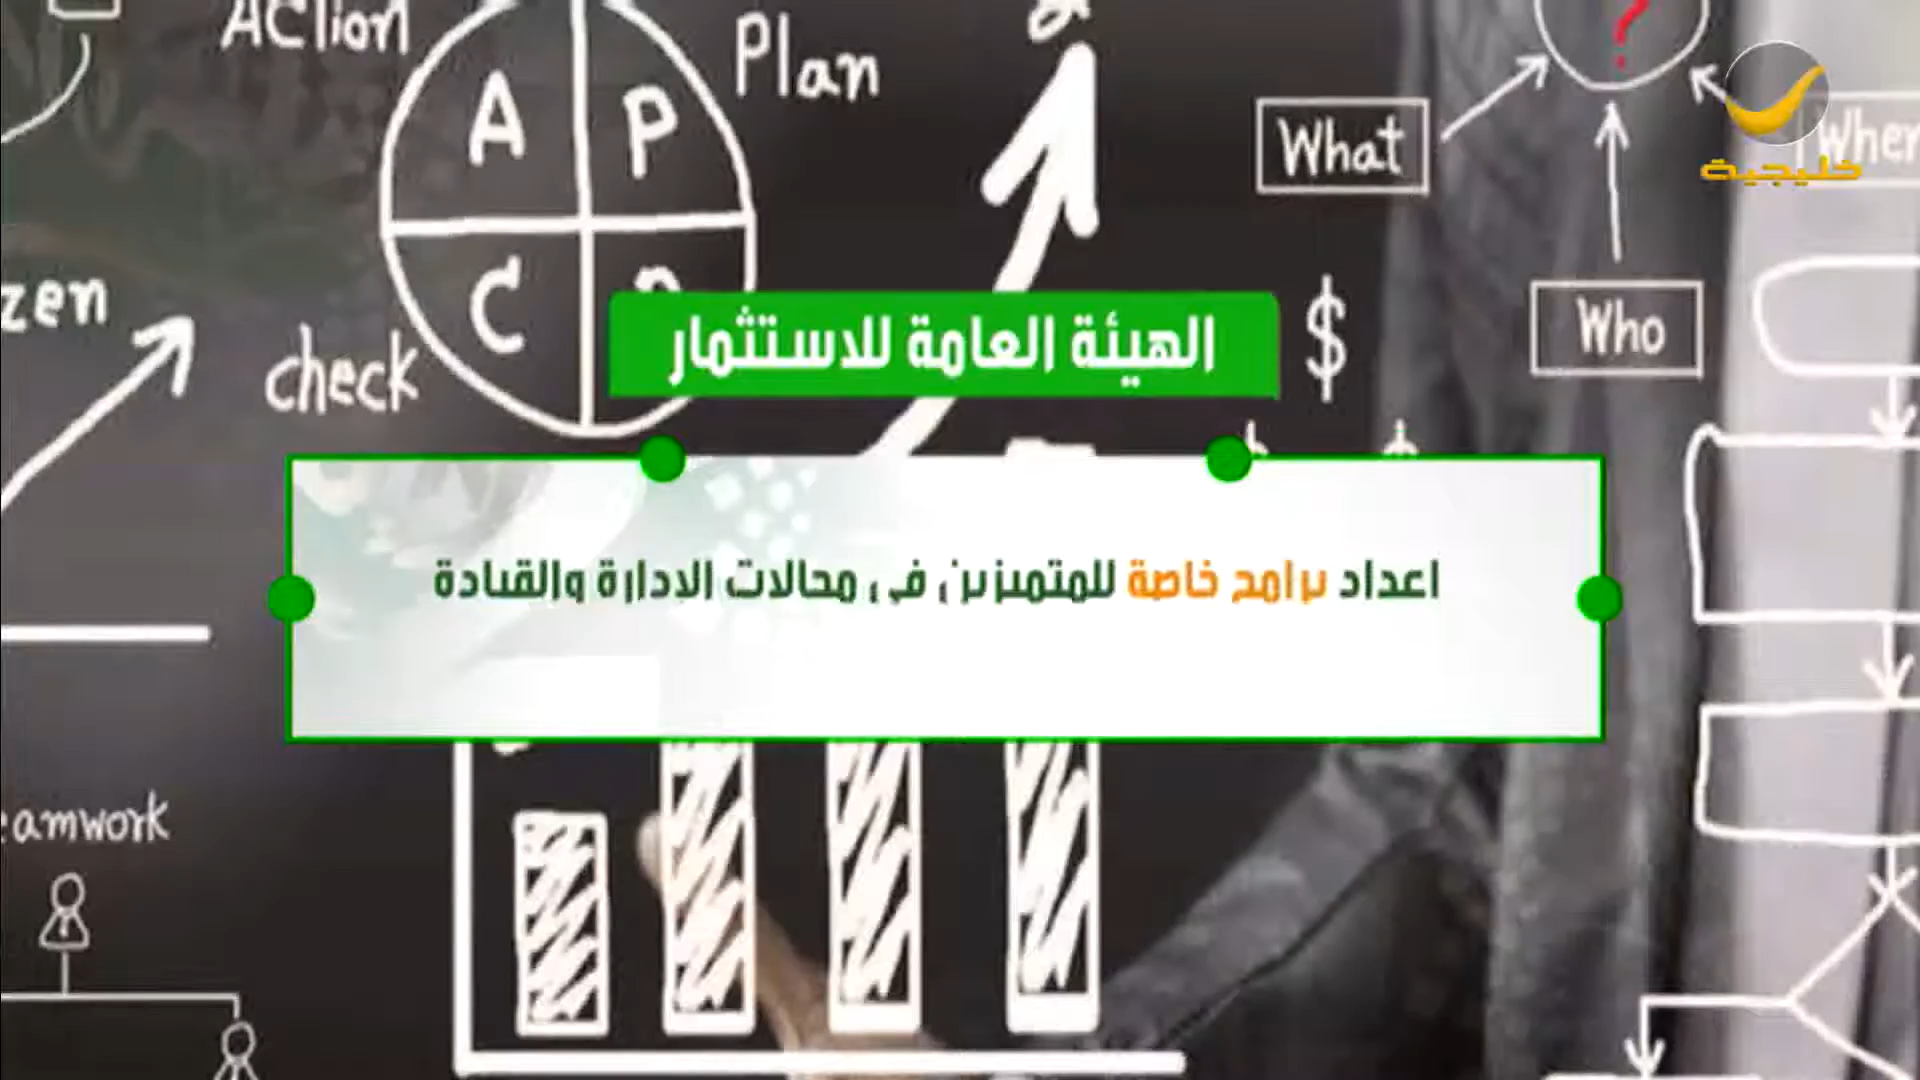 ACtion
Plan
A
P
C
check
zen
What
Who
Wher
?
$
خليجية
الهيئة العامة للاستثمار
اعداد برامج خاصة للمتميزين في مجالات الادارة والقيادة
eamwork